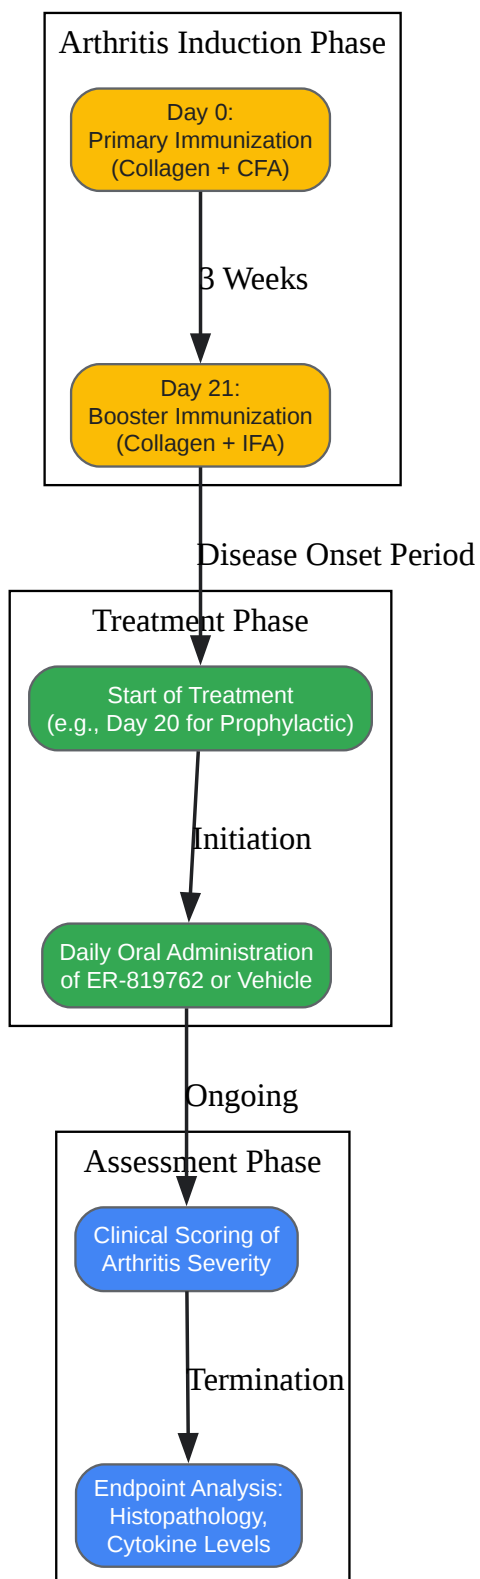 Arthritis Induction Phase
Day 0:
Primary Immunization
(Collagen + CFA)
3 Weeks
Day 21:
Booster Immunization
(Collagen + IFA)
Disease Onset Period
Treatment Phase
Start of Treatment
(e.g., Day 20 for Prophylactic)
Initiation
Daily Oral Administration
of ER-819762 or Vehicle
Ongoing
Assessment Phase
Clinical Scoring of
Arthritis Severity
Termination
Endpoint Analysis:
Histopathology,
Cytokine Levels